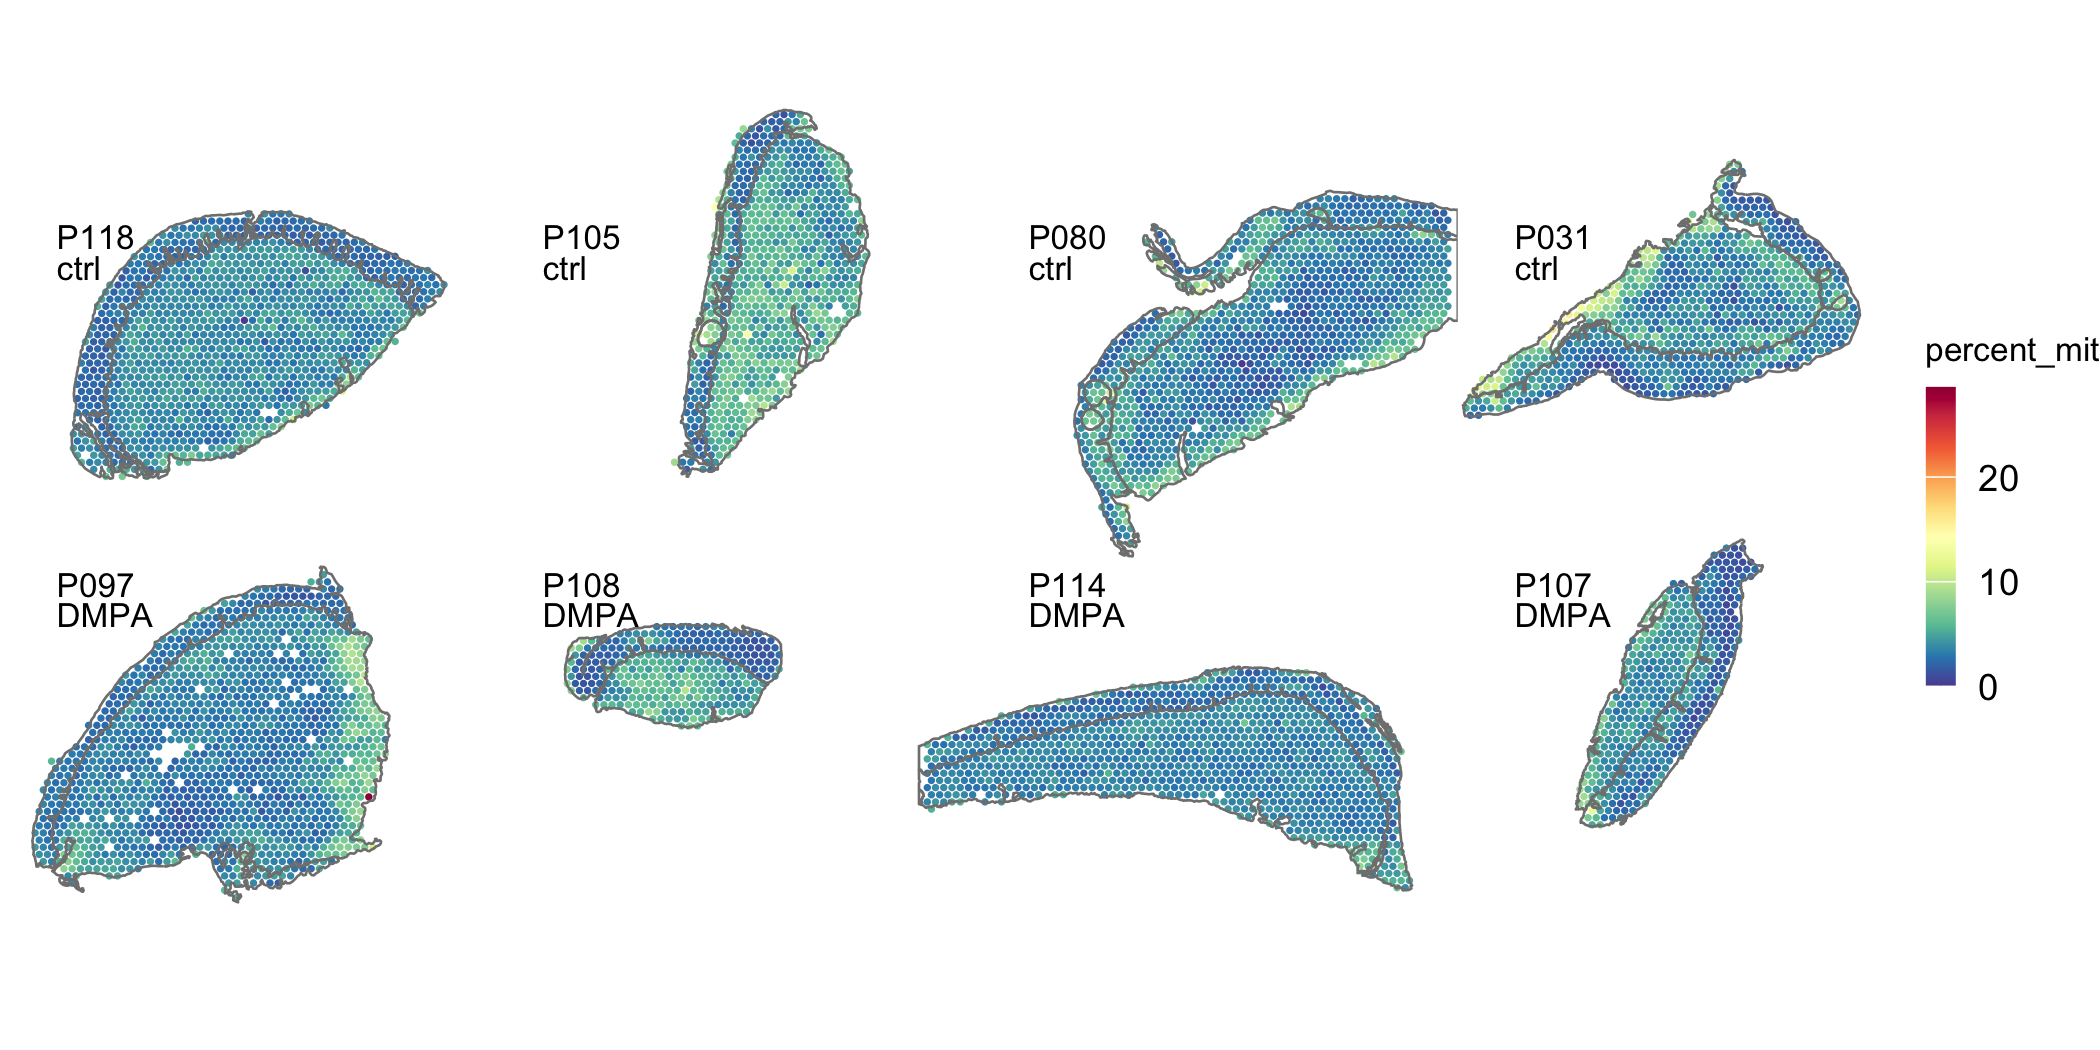 P118
ctrl
P105
ctrl
P080
ctrl
P031
ctrl
percent_mit
20
10
0
P097
DMPA
P108
DMPA
P114
DMPA
P107
DMPA